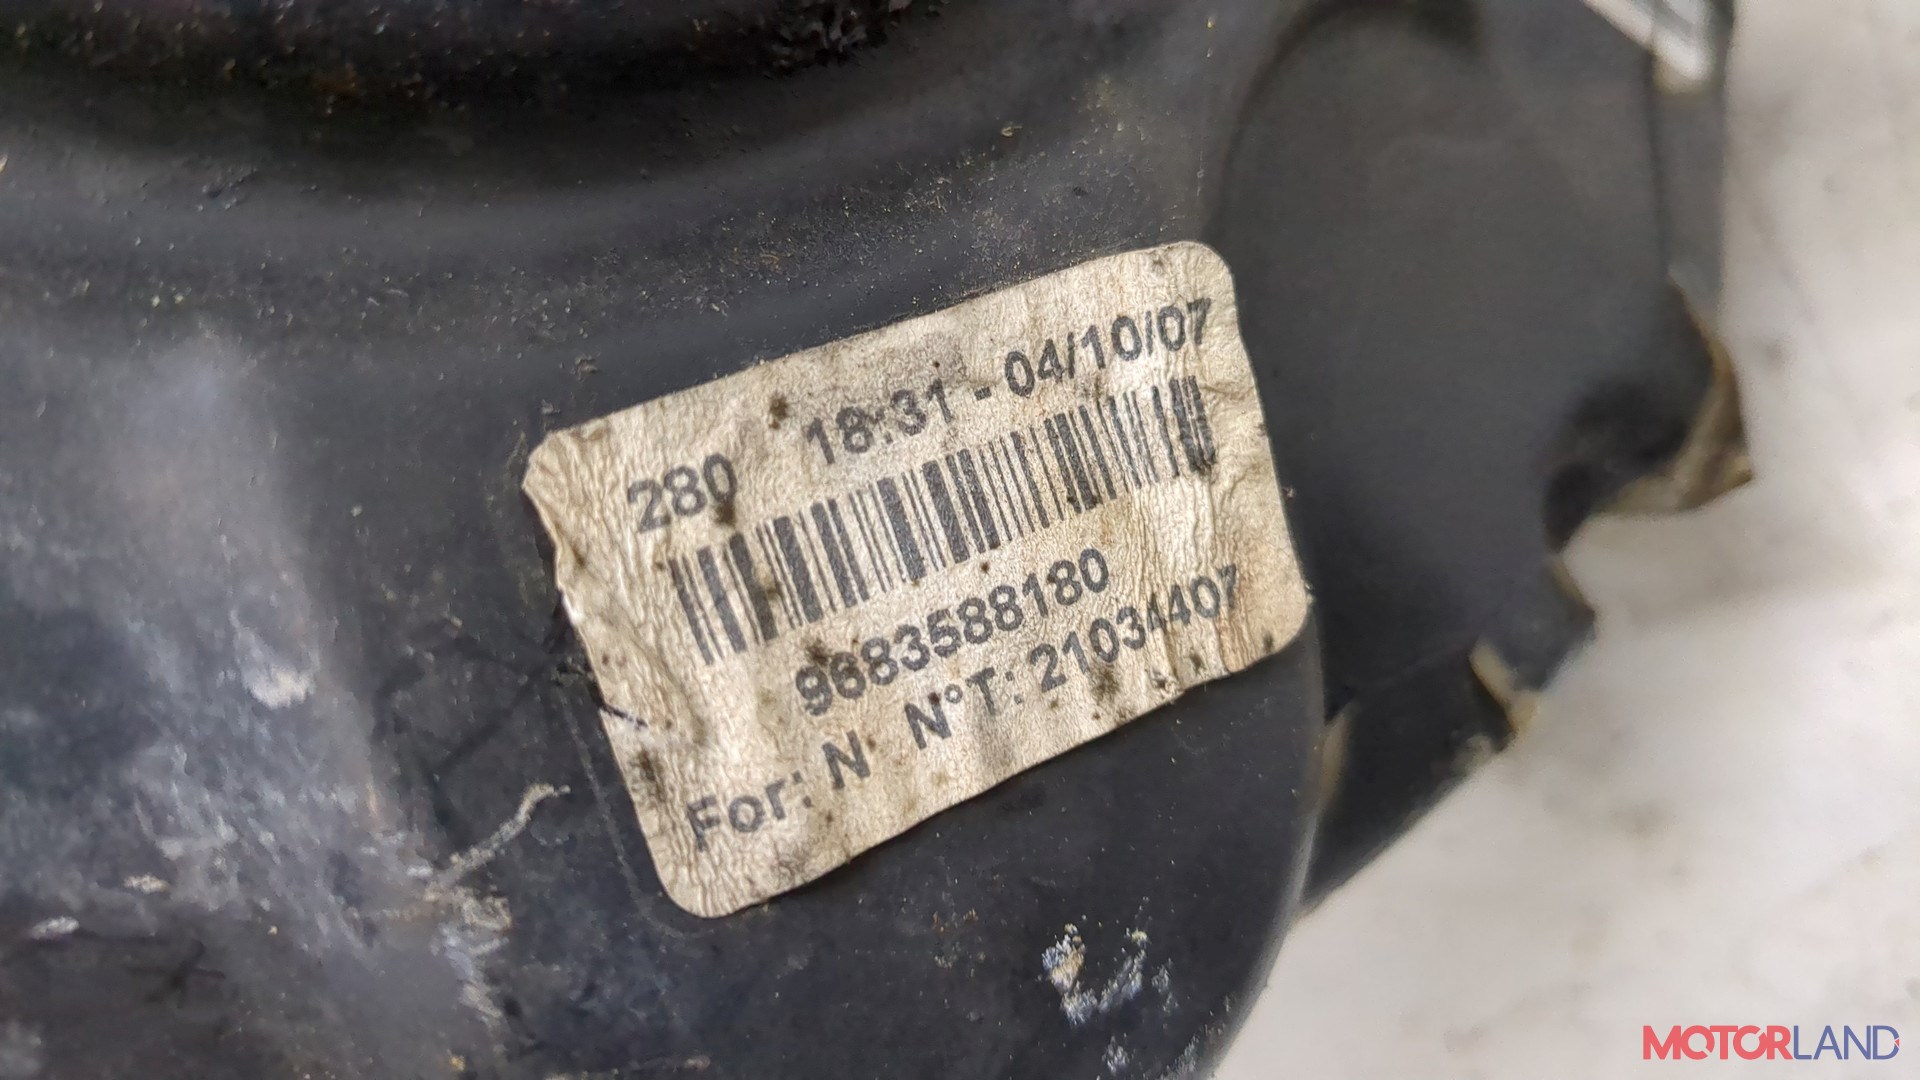 280 18:31 - 04/10/07
9683588180
For: N N°T: 21034407
MOTORLAND